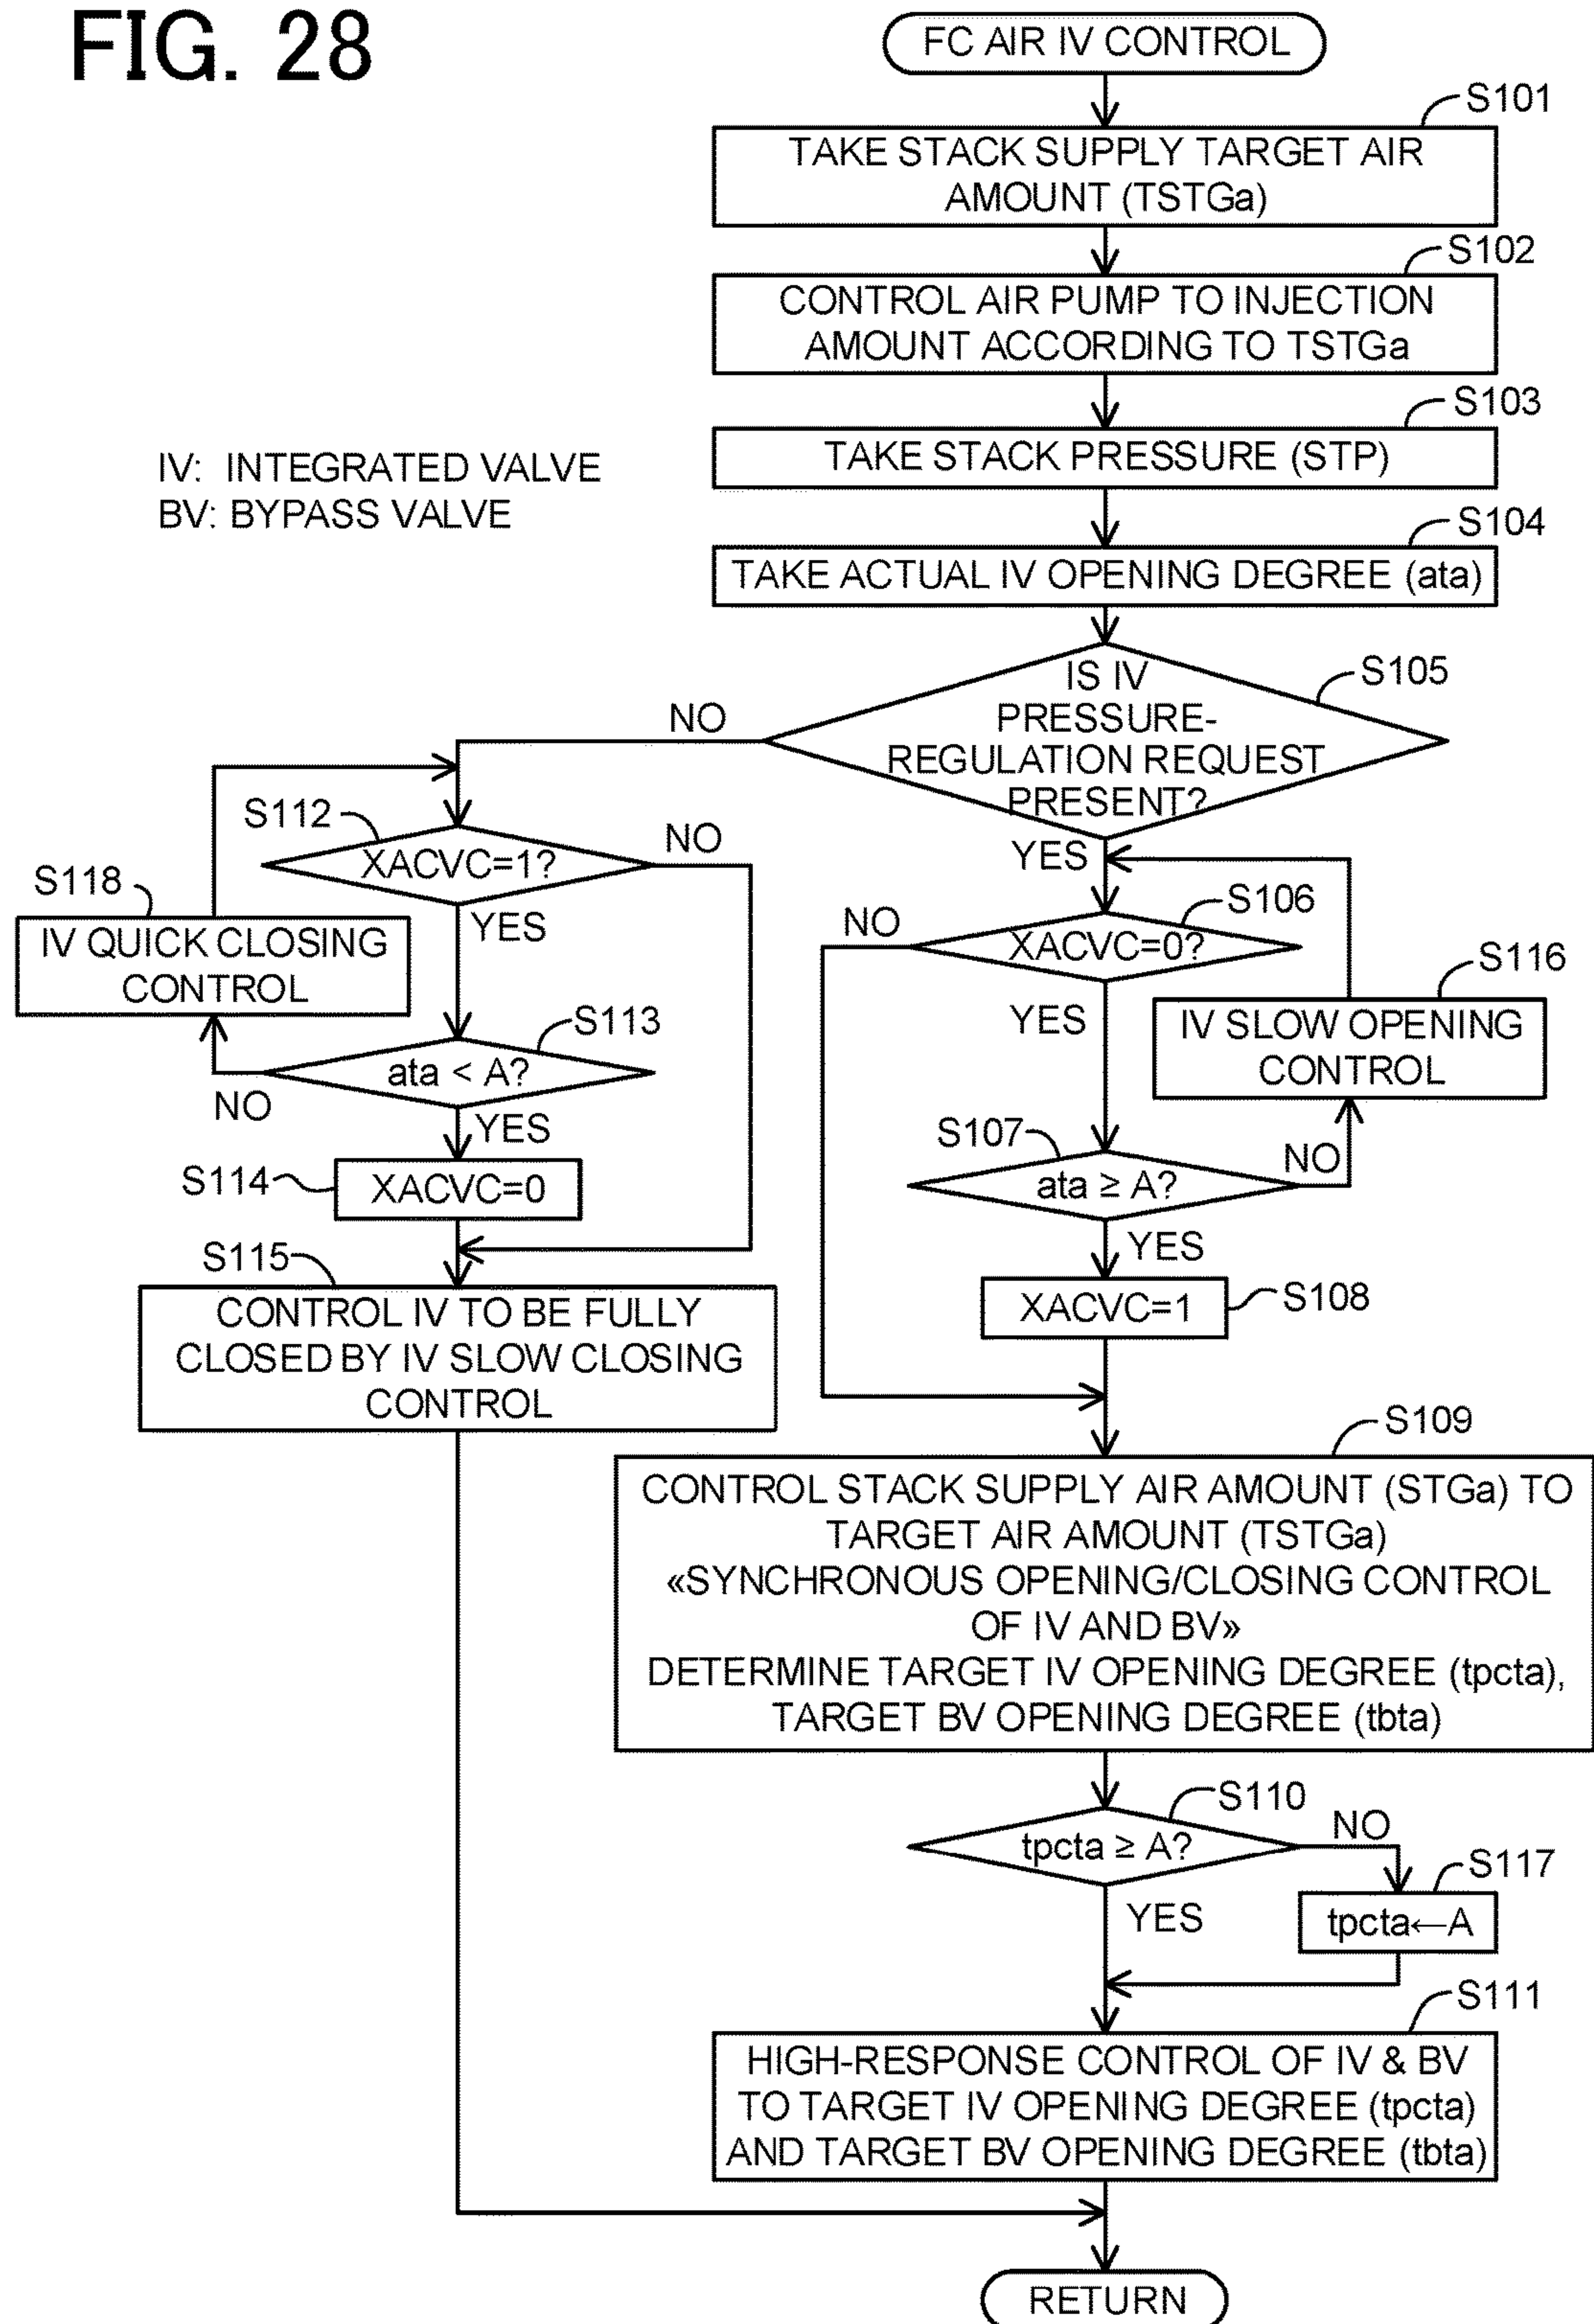 FIG. 28
FC AIR IV CONTROL
S101
TAKE STACK SUPPLY TARGET AIR
AMOUNT (TSTGa)
S102
CONTROL AIR PUMP TO INJECTION
AMOUNT ACCORDING TO TSTGa
S103
TAKE STACK PRESSURE (STP)
IV: INTEGRATED VALVE
BV: BYPASS VALVE
S104
TAKE ACTUAL IV OPENING DEGREE (ata)
S105
IS IV
PRESSURE-
REGULATION REQUEST
PRESENT?
NO
YES
S112
XACVC=1?
NO
YES
S118
IV QUICK CLOSING
CONTROL
S113
ata < A?
NO
YES
S114
XACVC=0
S115
CONTROL IV TO BE FULLY
CLOSED BY IV SLOW CLOSING
CONTROL
S106
XACVC=0?
NO
YES
S116
IV SLOW OPENING
CONTROL
S107
ata ≥ A?
NO
YES
XACVC=1
S108
S109
CONTROL STACK SUPPLY AIR AMOUNT (STGa) TO
TARGET AIR AMOUNT (TSTGa)
«SYNCHRONOUS OPENING/CLOSING CONTROL
OF IV AND BV»
DETERMINE TARGET IV OPENING DEGREE (tpcta),
TARGET BV OPENING DEGREE (tbta)
S110
tpcta ≥ A?
NO
YES
S117
tpcta←A
S111
HIGH-RESPONSE CONTROL OF IV & BV
TO TARGET IV OPENING DEGREE (tpcta)
AND TARGET BV OPENING DEGREE (tbta)
RETURN